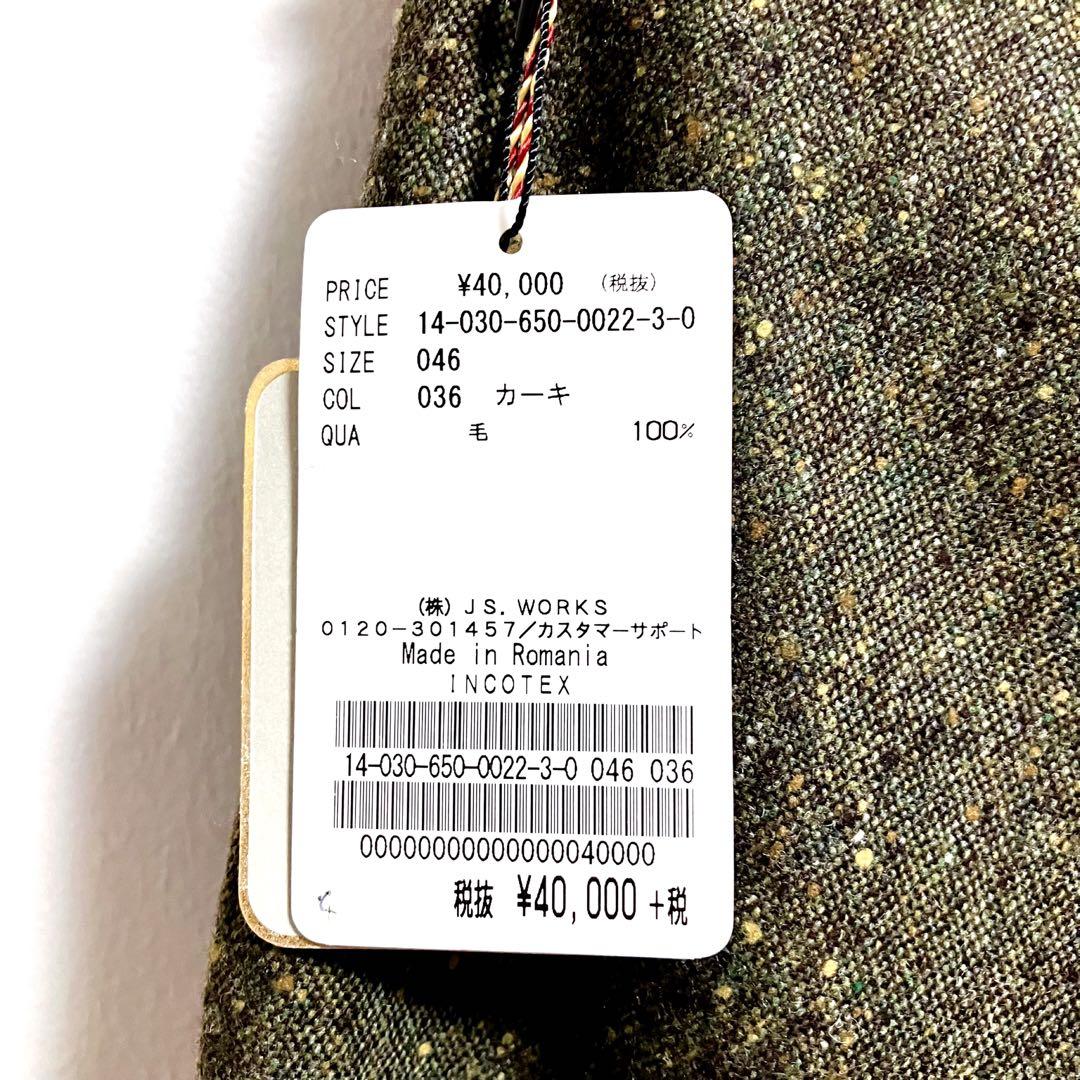 PRICE ¥40,000 (税抜)
STYLE 14-030-650-0022-3-0
SIZE 046
COL 036 カーキ
QUA 毛 100%
(株)JS.WORKS
0120-301457/カスタマーサポート
Made in Romania
INCOTEX
14-030-650-0022-3-0 046 036
00000000000000040000
税抜 ¥40,000 +税